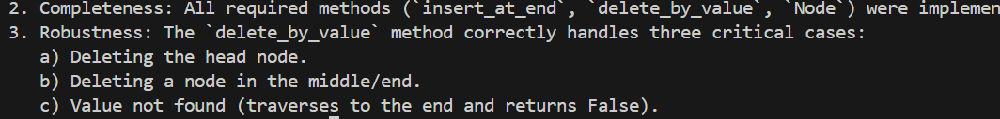 2. Completeness: All required methods (`insert_at_end`, `delete_by_value`, `Node`) were implemen
3. Robustness: The `delete_by_value` method correctly handles three critical cases:
a) Deleting the head node.
b) Deleting a node in the middle/end.
c) Value not found (traverses to the end and returns False).